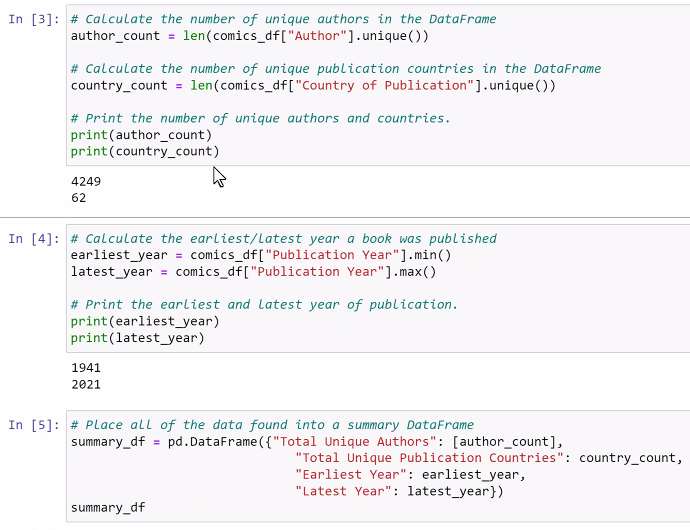 In [3]: # Calculate the number of unique authors in the DataFrame
author_count = len(comics_df["Author"].unique())
# Calculate the number of unique publication countries in the DataFrame
country_count = len(comics_df["Country of Publication"].unique())
# Print the number of unique authors and countries.
print(author_count)
print(country_count)
4249
62
In [4]: # Calculate the earliest/latest year a book was published
earliest_year = comics_df["Publication Year"].min()
latest_year = comics_df["Publication Year"].max()
# Print the earliest and latest year of publication.
print(earliest_year)
print(latest_year)
1941
2021
In [5]: # Place all of the data found into a summary DataFrame
summary_df = pd.DataFrame({"Total Unique Authors": [author_count],
"Total Unique Publication Countries": country_count,
"Earliest Year": earliest_year,
"Latest Year": latest_year})
summary_df